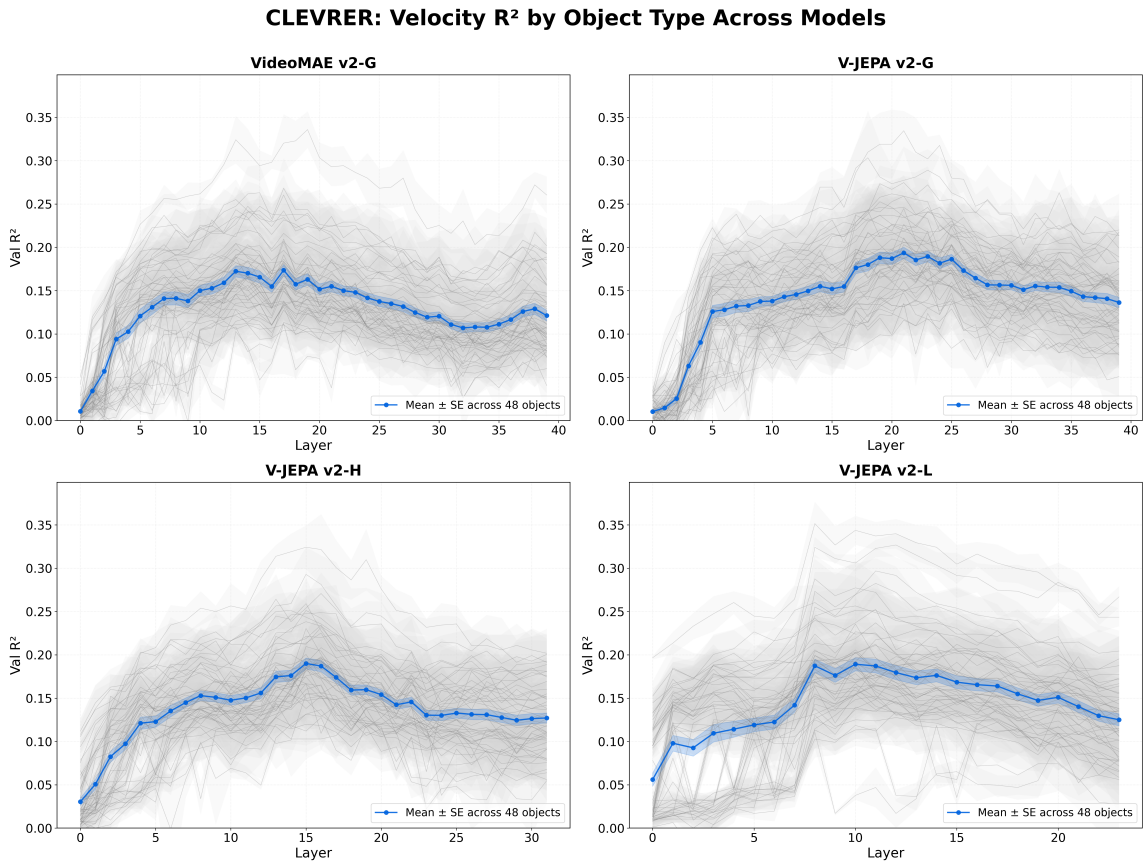 CLEVRER: Velocity R² by Object Type Across Models
VideoMAE v2-G
Val R²
0.35
0.30
0.25
0.20
0.15
0.10
0.05
0.00
0 5 10 15 20 25 30 35 40
Layer
Mean ± SE across 48 objects
V-JEPA v2-G
Val R²
0.35
0.30
0.25
0.20
0.15
0.10
0.05
0.00
0 5 10 15 20 25 30 35 40
Layer
Mean ± SE across 48 objects
V-JEPA v2-H
Val R²
0.35
0.30
0.25
0.20
0.15
0.10
0.05
0.00
0 5 10 15 20 25 30
Layer
Mean ± SE across 48 objects
V-JEPA v2-L
Val R²
0.35
0.30
0.25
0.20
0.15
0.10
0.05
0.00
0 5 10 15 20
Layer
Mean ± SE across 48 objects